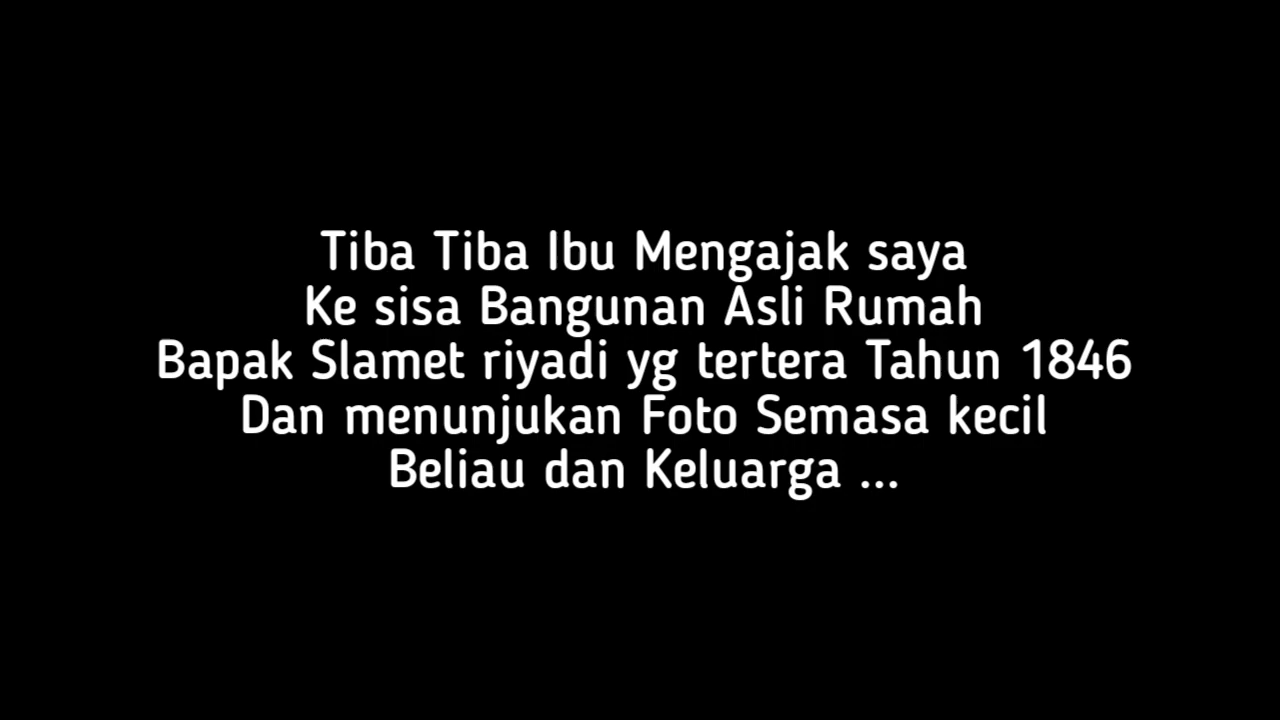 Tiba Tiba Ibu Mengajak saya
Ke sisa Bangunan Asli Rumah
Bapak Slamet riyadi yg tertera Tahun 1846
Dan menunjukan Foto Semasa kecil
Beliau dan Keluarga ...